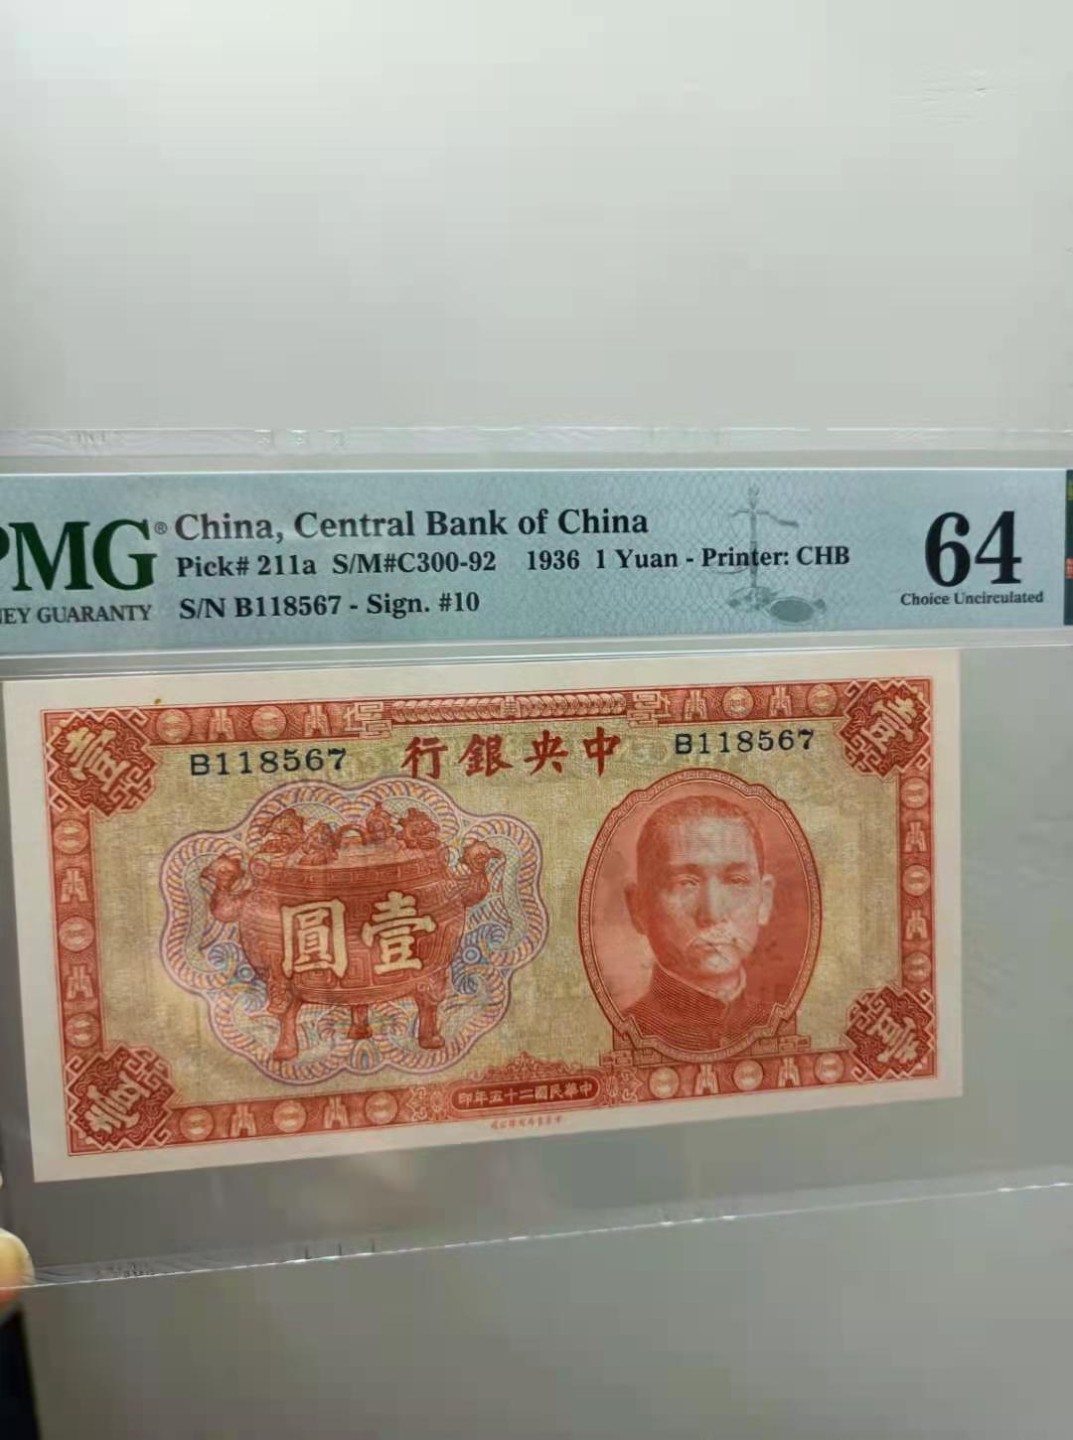 PMG® China, Central Bank of China
Pick# 211a S/M#C300-92 1936 1 Yuan - Printer: CHB
64
Choice Uncirculated
EY GUARANTY
S/N B118567 - Sign. #10
壹
壹
B118567
行銀央中
B118567
圓壹
壹
壹
印年五十二國民華中